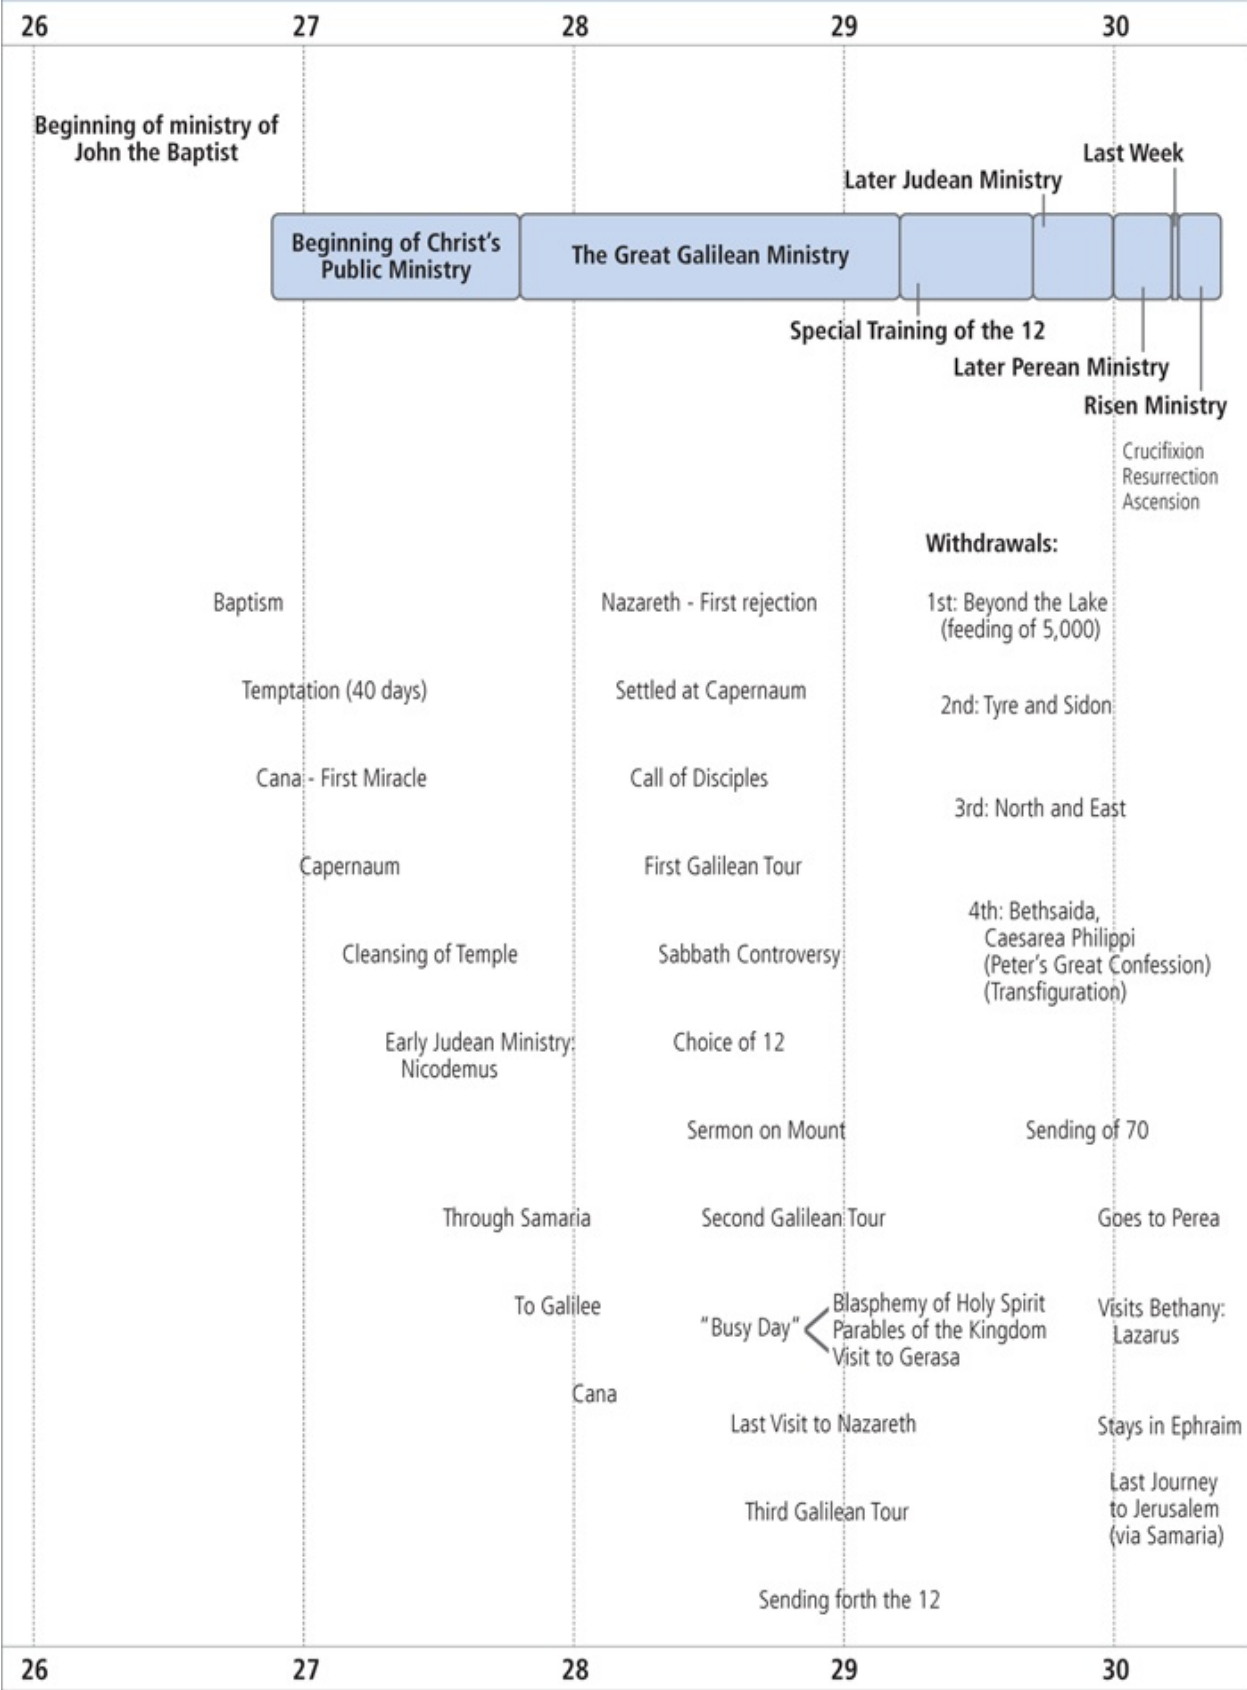 26 27 28 29 30
Beginning of ministry of
John the Baptist
Last Week
Later Judean Ministry
Beginning of Christ's
Public Ministry
The Great Galilean Ministry
Special Training of the 12
Later Perean Ministry
Risen Ministry
Crucifixion
Resurrection
Ascension
Baptism
Temptation (40 days)
Cana - First Miracle
Capernaum
Cleansing of Temple
Early Judean Ministry:
Nicodemus
Through Samaria
To Galilee
Cana
Nazareth - First rejection
Settled at Capernaum
Call of Disciples
First Galilean Tour
Sabbath Controversy
Choice of 12
Sermon on Mount
Second Galilean Tour
"Busy Day"
Blasphemy of Holy Spirit
Parables of the Kingdom
Visit to Gerasa
Last Visit to Nazareth
Third Galilean Tour
Sending forth the 12
Withdrawals:
1st: Beyond the Lake
(feeding of 5,000)
2nd: Tyre and Sidon
3rd: North and East
4th: Bethsaida,
Caesarea Philippi
(Peter's Great Confession)
(Transfiguration)
Sending of 70
Goes to Perea
Visits Bethany:
Lazarus
Stays in Ephraim
Last Journey
to Jerusalem
(via Samaria)
26 27 28 29 30